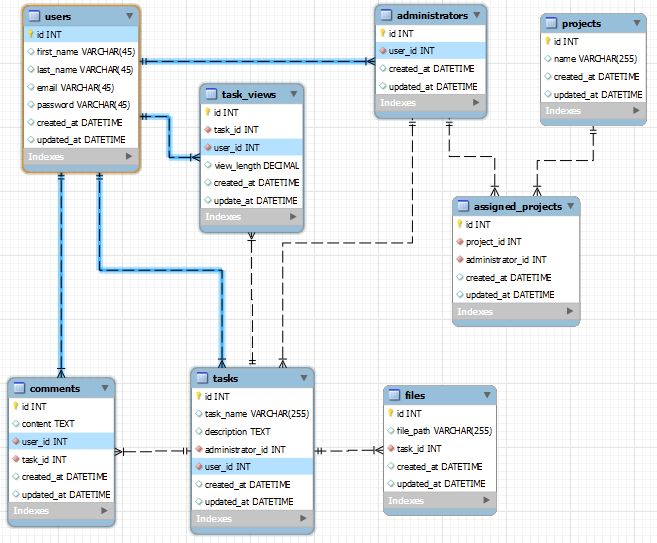 users
id INT
first_name VARCHAR(45)
last_name VARCHAR(45)
email VARCHAR(45)
password VARCHAR(45)
created_at DATETIME
updated_at DATETIME
Indexes
task_views
id INT
task_id INT
user_id INT
view_length DECIMAL
created_at DATETIME
update_at DATETIME
Indexes
administrators
id INT
user_id INT
created_at DATETIME
updated_at DATETIME
Indexes
projects
id INT
name VARCHAR(255)
created_at DATETIME
updated_at DATETIME
Indexes
assigned_projects
id INT
project_id INT
administrator_id INT
created_at DATETIME
updated_at DATETIME
Indexes
comments
id INT
content TEXT
user_id INT
task_id INT
created_at DATETIME
updated_at DATETIME
Indexes
tasks
id INT
task_name VARCHAR(255)
description TEXT
administrator_id INT
user_id INT
created_at DATETIME
updated_at DATETIME
Indexes
files
id INT
file_path VARCHAR(255)
task_id INT
created_at DATETIME
updated_at DATETIME
Indexes